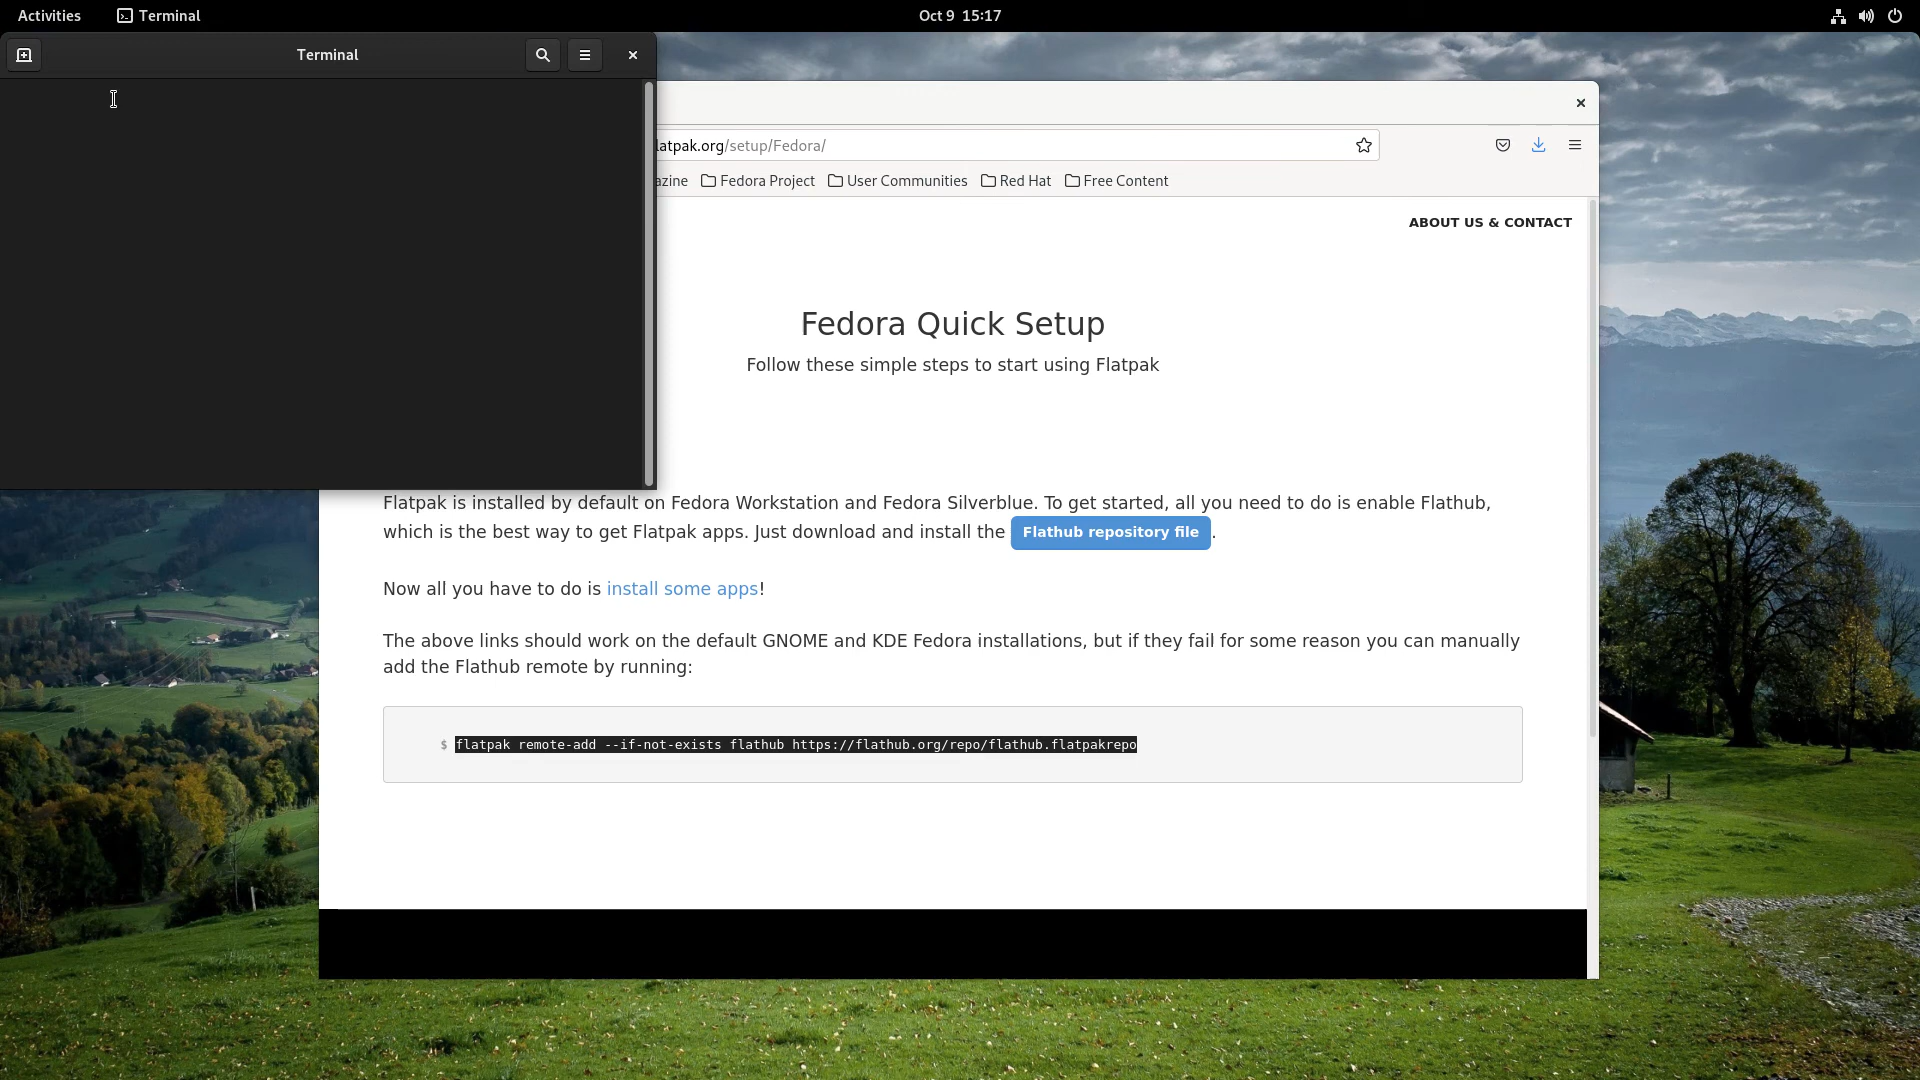 Activities
Terminal
Oct 9 15:17
Terminal
latpak.org/setup/Fedora/
azine
Fedora Project
User Communities
Red Hat
Free Content
ABOUT US & CONTACT
Fedora Quick Setup
Follow these simple steps to start using Flatpak
Flatpak is installed by default on Fedora Workstation and Fedora Silverblue. To get started, all you need to do is enable Flathub,
which is the best way to get Flatpak apps. Just download and install the Flathub repository file.
Now all you have to do is install some apps!
The above links should work on the default GNOME and KDE Fedora installations, but if they fail for some reason you can manually
add the Flathub remote by running:
$ flatpak remote-add --if-not-exists flathub https://flathub.org/repo/flathub.flatpakrepo